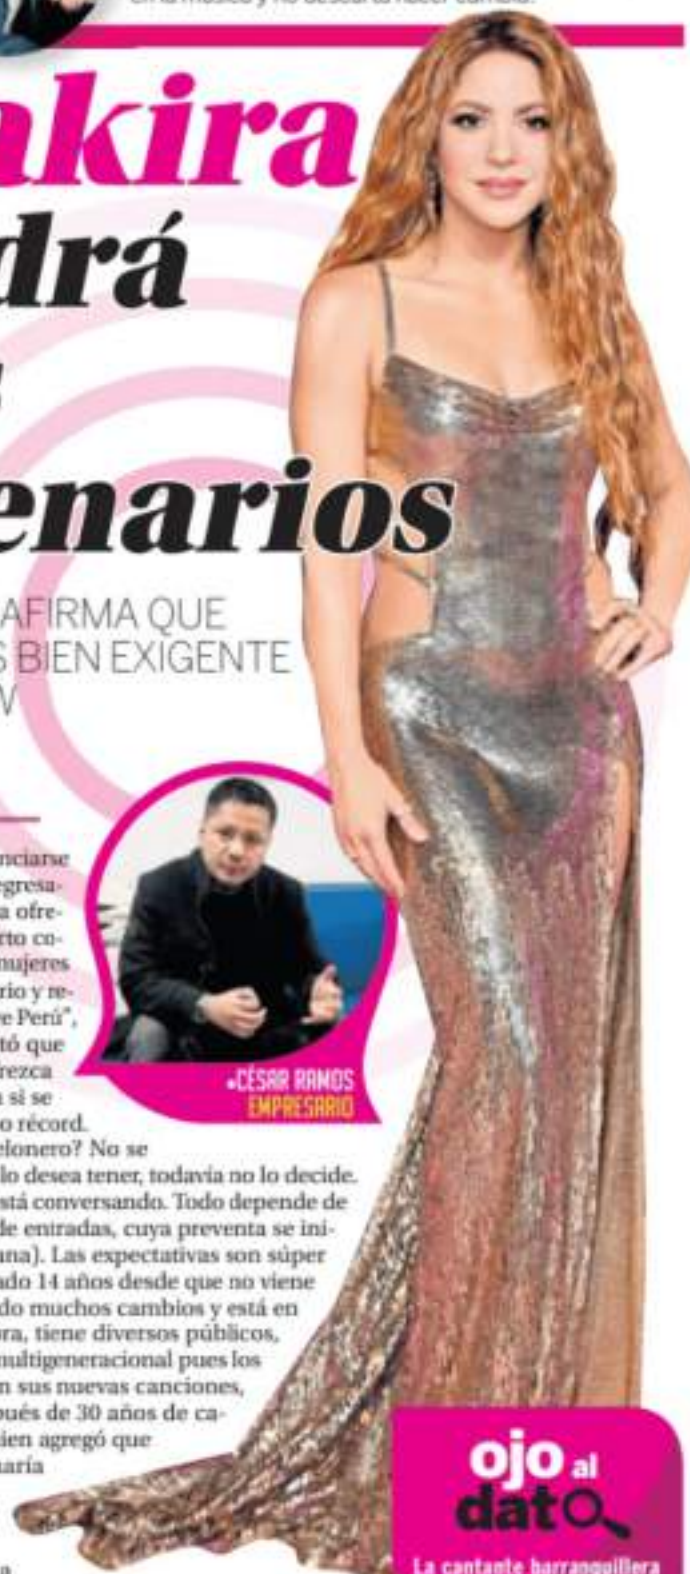 akira
drá
enarios
AFIRMA QUE
S BIEN EXIGENTE
nciarse
egresa-
a ofre-
rto co-
mujeres
rio y re-
e Perú",
tó que
rezca
a si se
o récord.
elonero? No se
lo desea tener, todavía no lo decide.
stá conversando. Todo depende de
de entradas, cuya preventa se ini-
ana). Las expectativas son súper
ado 14 años desde que no viene
do muchos cambios y está en
ora, tiene diversos públicos,
multigeneracional pues los
n sus nuevas canciones,
pués de 30 años de ca-
ien agregó que
naría
•CÉSAR RAMOS
EMPRESARIO
ojo al
dato
La cantante barranquillera